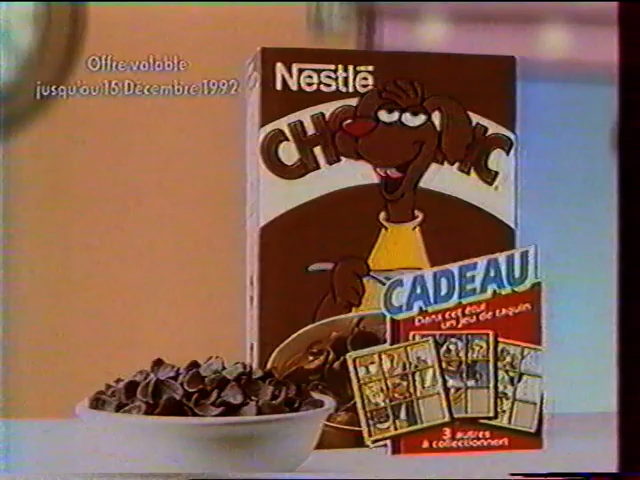 Offre valable
jusqu'au 15 Décembre 1992
Nestlé
CADEAU
Dans cet étui
un jeu de taquin
3 autres
à collectionner